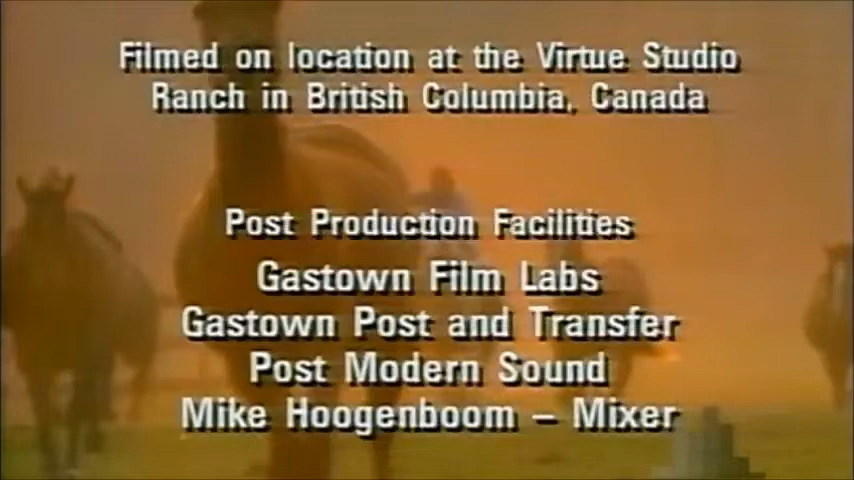 Filmed on location at the Virtue Studio
Ranch in British Columbia, Canada
Post Production Facilities
Gastown Film Labs
Gastown Post and Transfer
Post Modern Sound
Mike Hoogenboom – Mixer